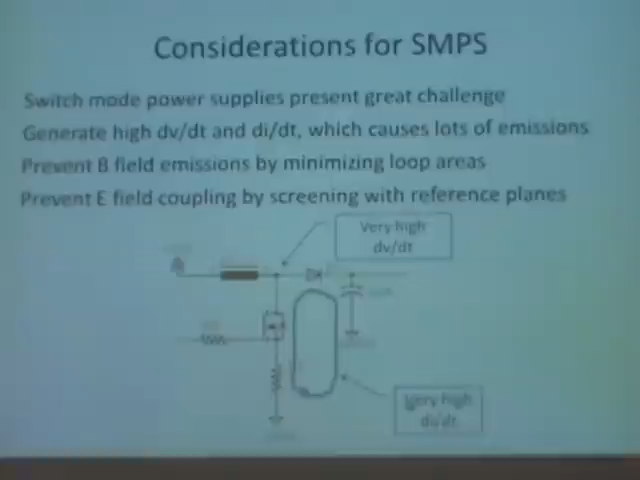 Considerations for SMPS
Switch mode power supplies present great challenge
Generate high dv/dt and di/dt, which causes lots of emissions
Prevent B field emissions by minimizing loop areas
Prevent E field coupling by screening with reference planes
Very high
dv/dt
Very high
di/dt